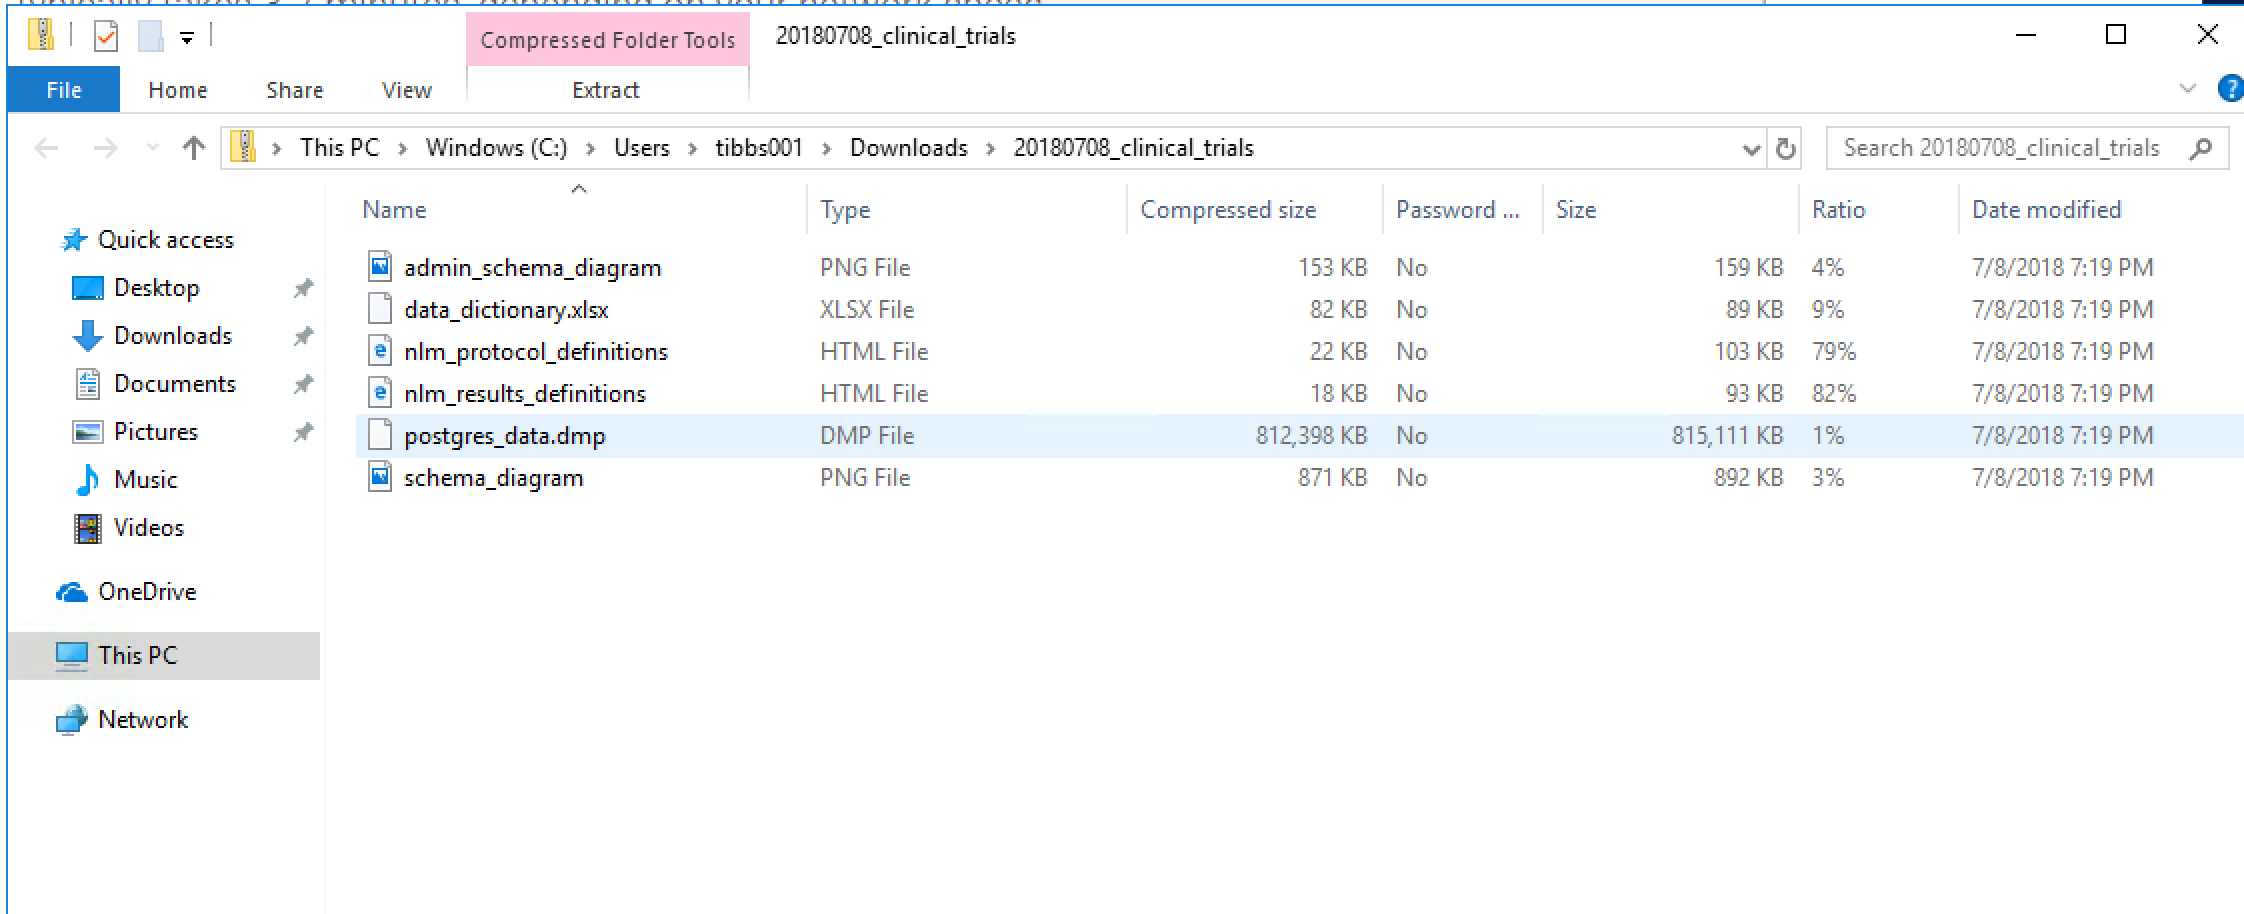 Compressed Folder Tools 20180708_clinical_trials
File Home Share View Extract ?
This PC > Windows (C:) > Users > tibbs001 > Downloads > 20180708_clinical_trials Search 20180708_clinical_trials
Name Type Compressed size Password ... Size Ratio Date modified
admin_schema_diagram PNG File 153 KB No 159 KB 4% 7/8/2018 7:19 PM
data_dictionary.xlsx XLSX File 82 KB No 89 KB 9% 7/8/2018 7:19 PM
nlm_protocol_definitions HTML File 22 KB No 103 KB 79% 7/8/2018 7:19 PM
nlm_results_definitions HTML File 18 KB No 93 KB 82% 7/8/2018 7:19 PM
postgres_data.dmp DMP File 812,398 KB No 815,111 KB 1% 7/8/2018 7:19 PM
schema_diagram PNG File 871 KB No 892 KB 3% 7/8/2018 7:19 PM
Quick access
Desktop
Downloads
Documents
Pictures
Music
Videos
OneDrive
This PC
Network